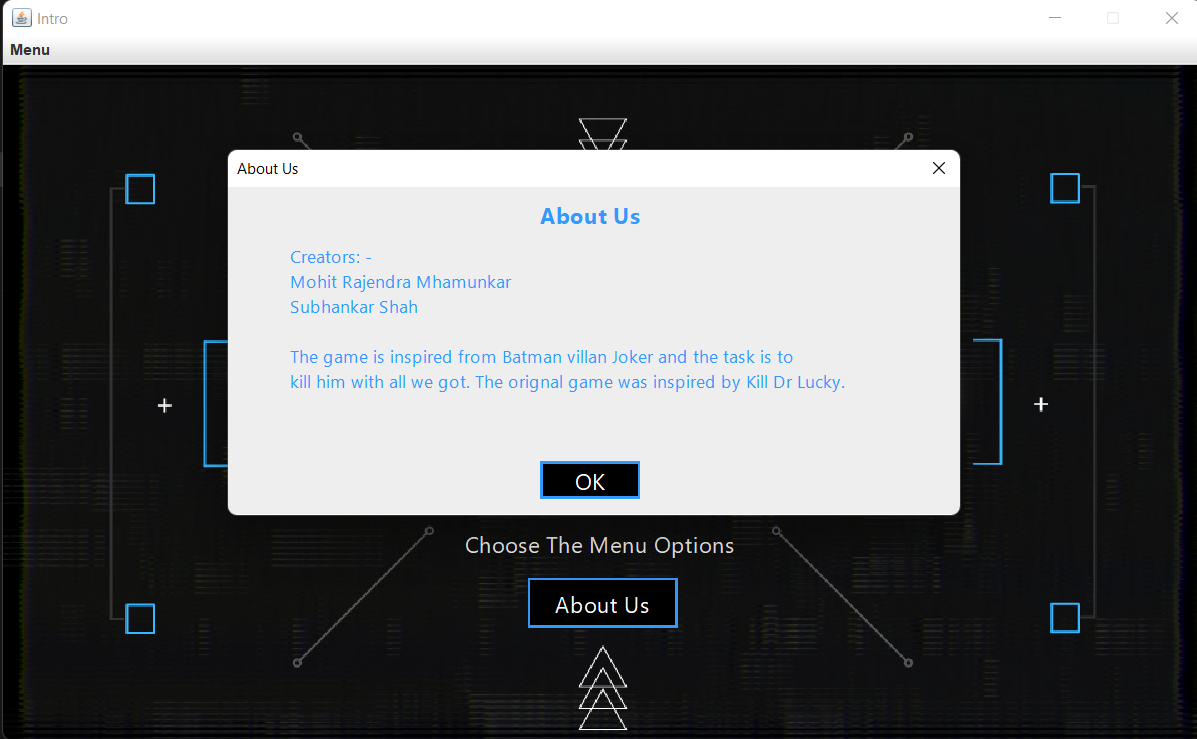 Intro
Menu
About Us
About Us
Creators: -
Mohit Rajendra Mhamunkar
Subhankar Shah
The game is inspired from Batman villan Joker and the task is to
kill him with all we got. The orignal game was inspired by Kill Dr Lucky.
OK
Choose The Menu Options
About Us